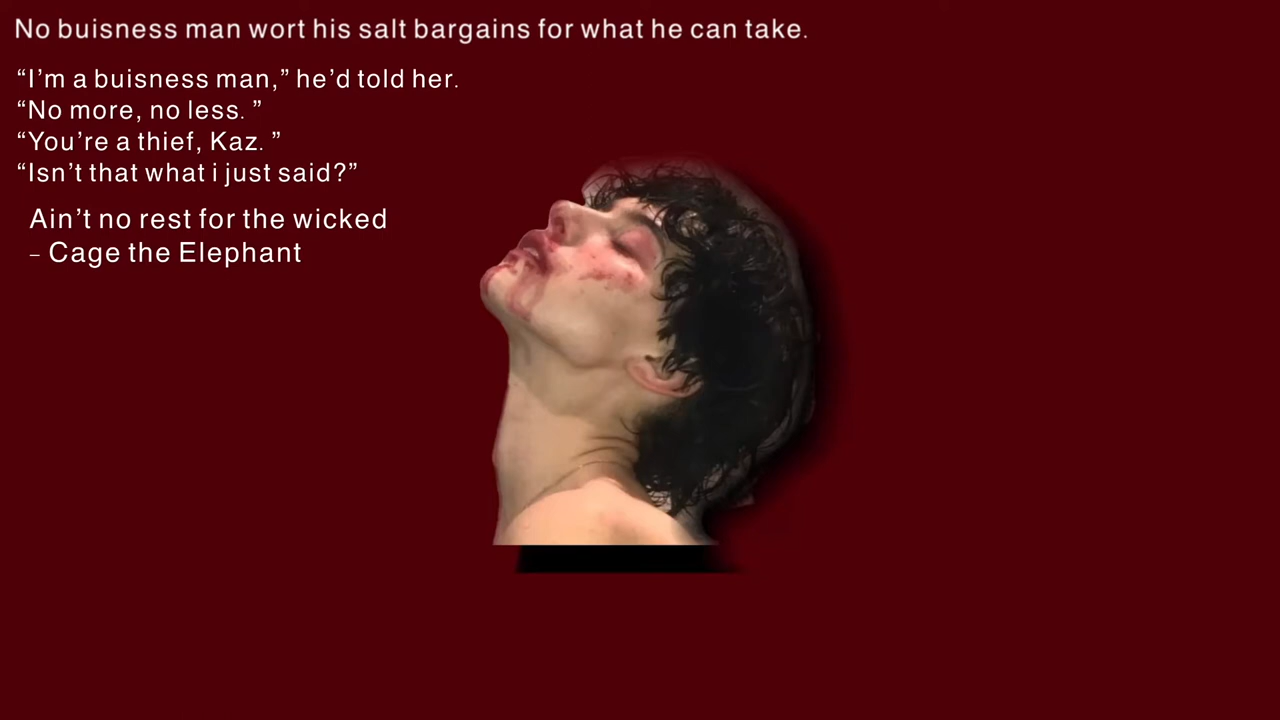 No buisness man wort his salt bargains for what he can take.
“I’m a buisness man,” he’d told her.
“No more, no less. ”
“You’re a thief, Kaz. ”
“Isn’t that what i just said?”
Ain’t no rest for the wicked
– Cage the Elephant